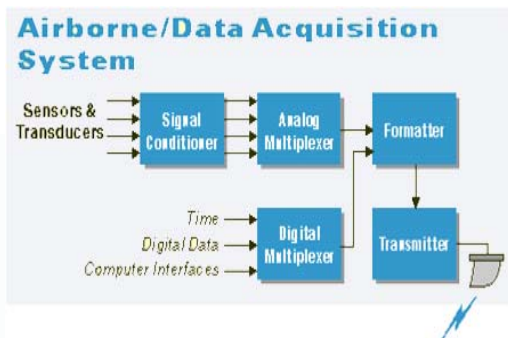 Airborne/Data Acquisition
System
Sensors &
Transducers
Signal
Conditioner
Analog
Multiplexer
Formatter
Time
Digital Data
Computer Interfaces
Digital
Multiplexer
Transmitter